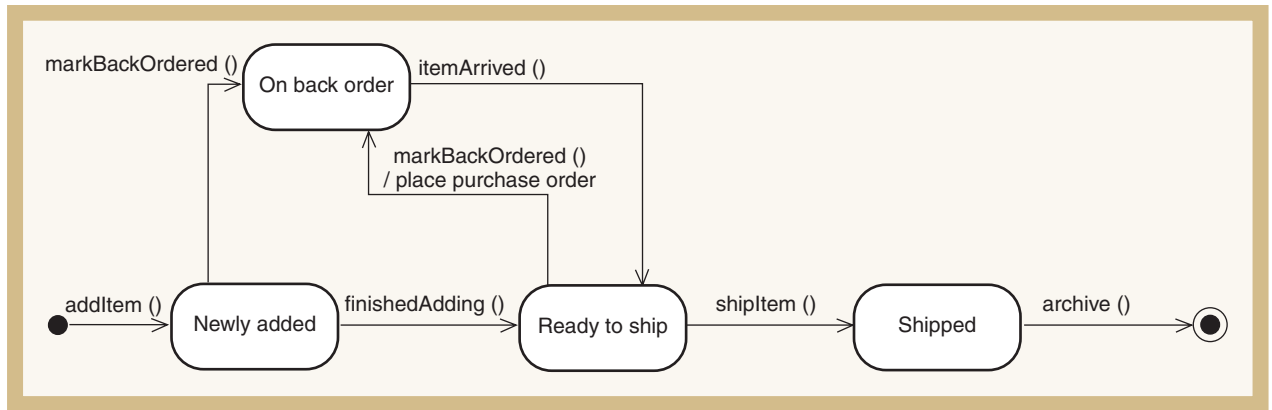 markBackOrdered ()
On back order
itemArrived ()
markBackOrdered ()
/ place purchase order
addItem ()
Newly added
finishedAdding ()
Ready to ship
shipItem ()
Shipped
archive ()